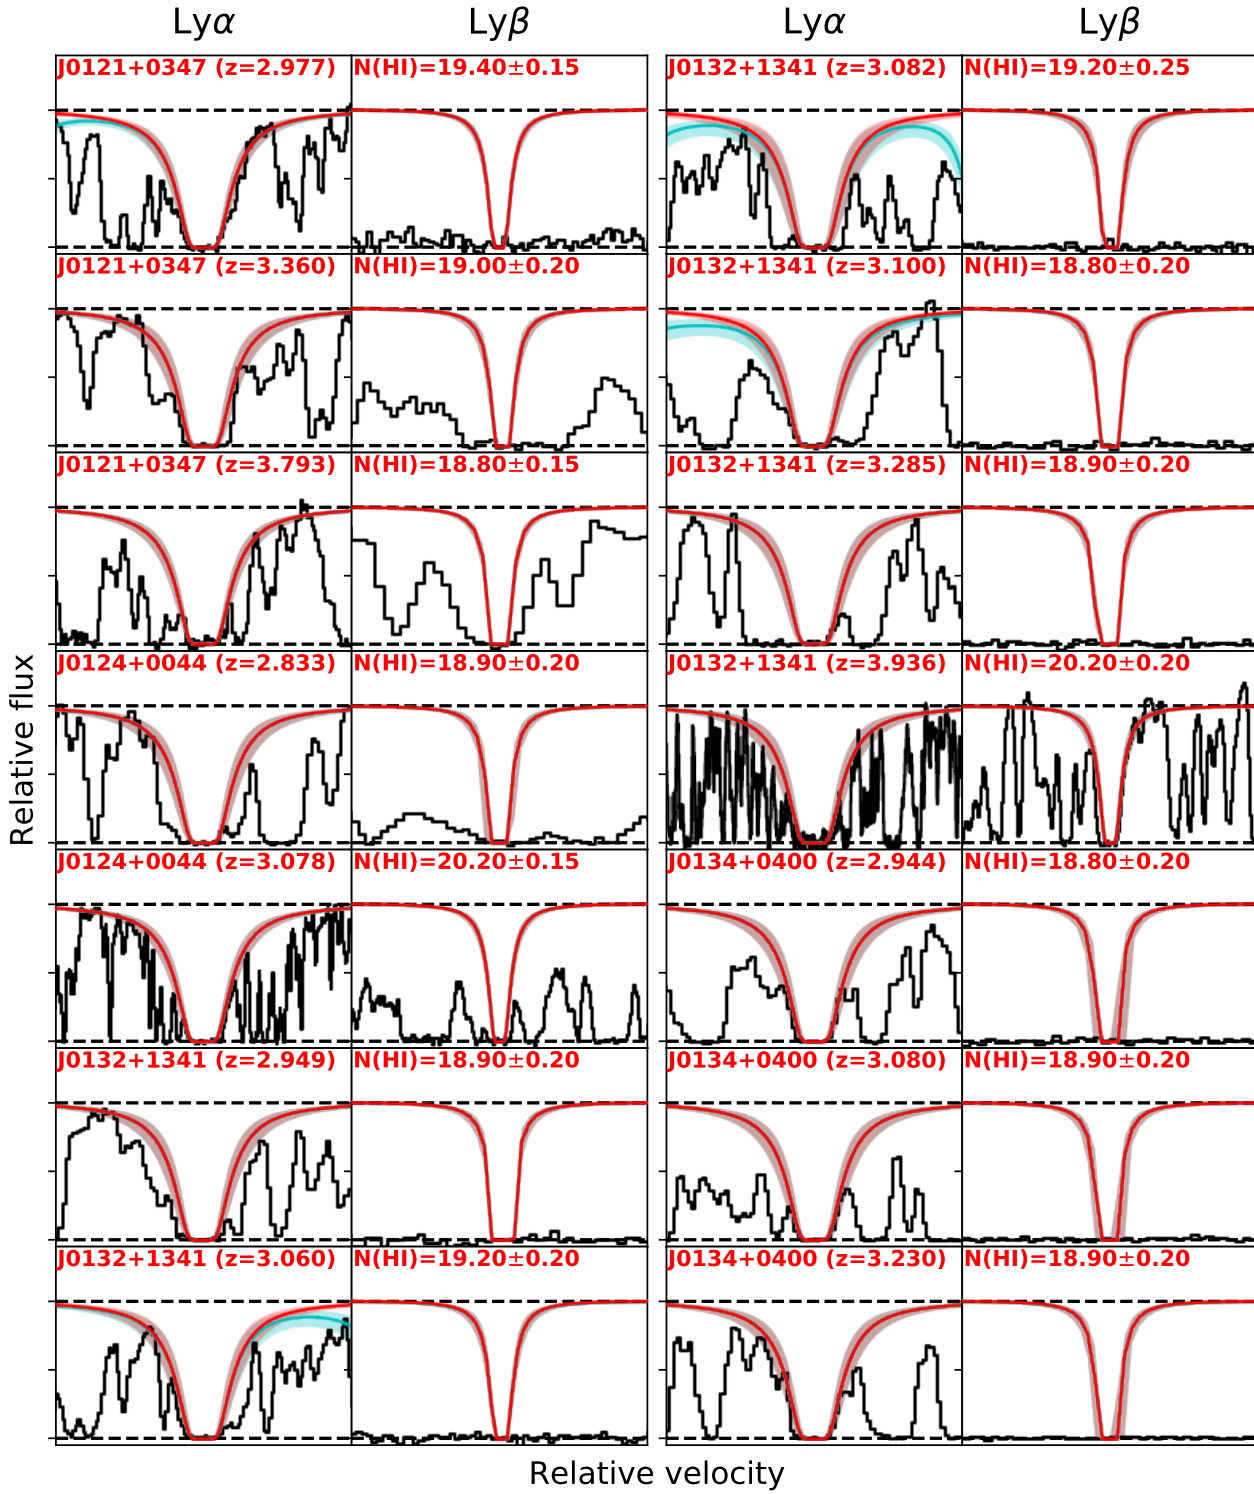 Lyα Lyβ Lyα Lyβ
J0121+0347 (z=2.977) N(HI)=19.40±0.15 J0132+1341 (z=3.082) N(HI)=19.20±0.25
J0121+0347 (z=3.360) N(HI)=19.00±0.20 J0132+1341 (z=3.100) N(HI)=18.80±0.20
J0121+0347 (z=3.793) N(HI)=18.80±0.15 J0132+1341 (z=3.285) N(HI)=18.90±0.20
J0124+0044 (z=2.833) N(HI)=18.90±0.20 J0132+1341 (z=3.936) N(HI)=20.20±0.20
J0124+0044 (z=3.078) N(HI)=20.20±0.15 J0134+0400 (z=2.944) N(HI)=18.80±0.20
J0132+1341 (z=2.949) N(HI)=18.90±0.20 J0134+0400 (z=3.080) N(HI)=18.90±0.20
J0132+1341 (z=3.060) N(HI)=19.20±0.20 J0134+0400 (z=3.230) N(HI)=18.90±0.20
Relative flux
Relative velocity